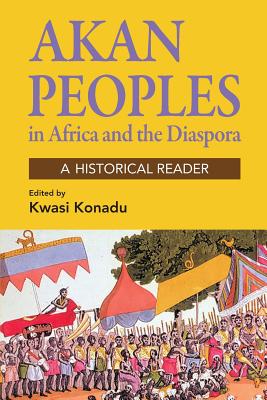 AKAN
PEOPLES
in Africa and the Diaspora
A HISTORICAL READER
Edited by
Kwasi Konadu